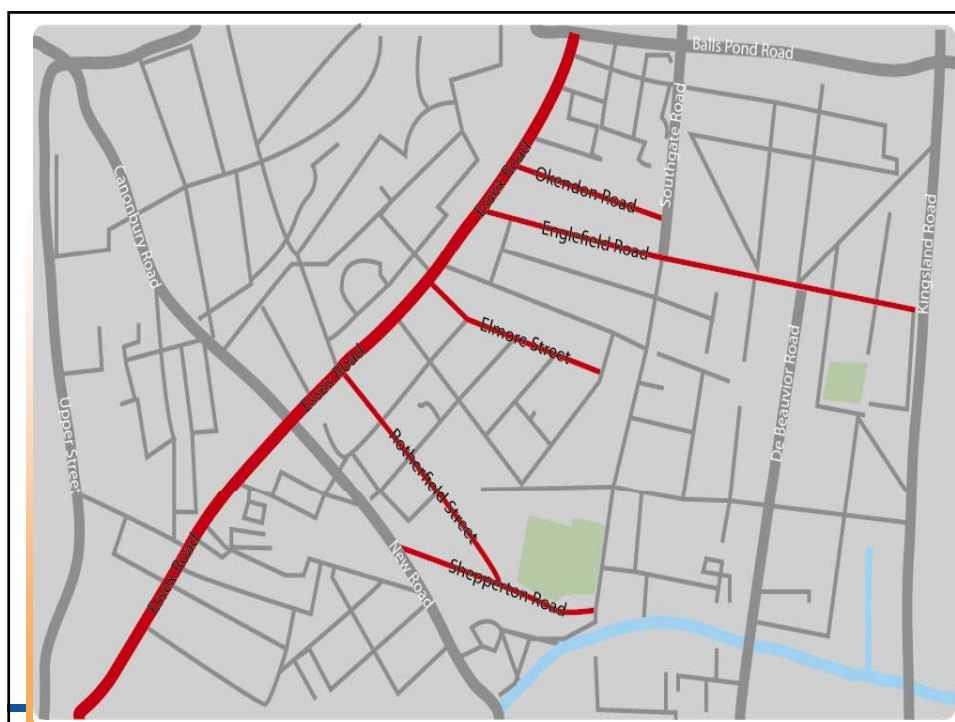 Balls Pond Road
Southgate Road
Essex Road
Okendon Road
Englefield Road
Canonbury Road
Kingsland Road
Elmore Street
De Beauvior Road
Essex Road
Upper Street
Rotherfield Street
Essex Road
New Road
Shepperton Road